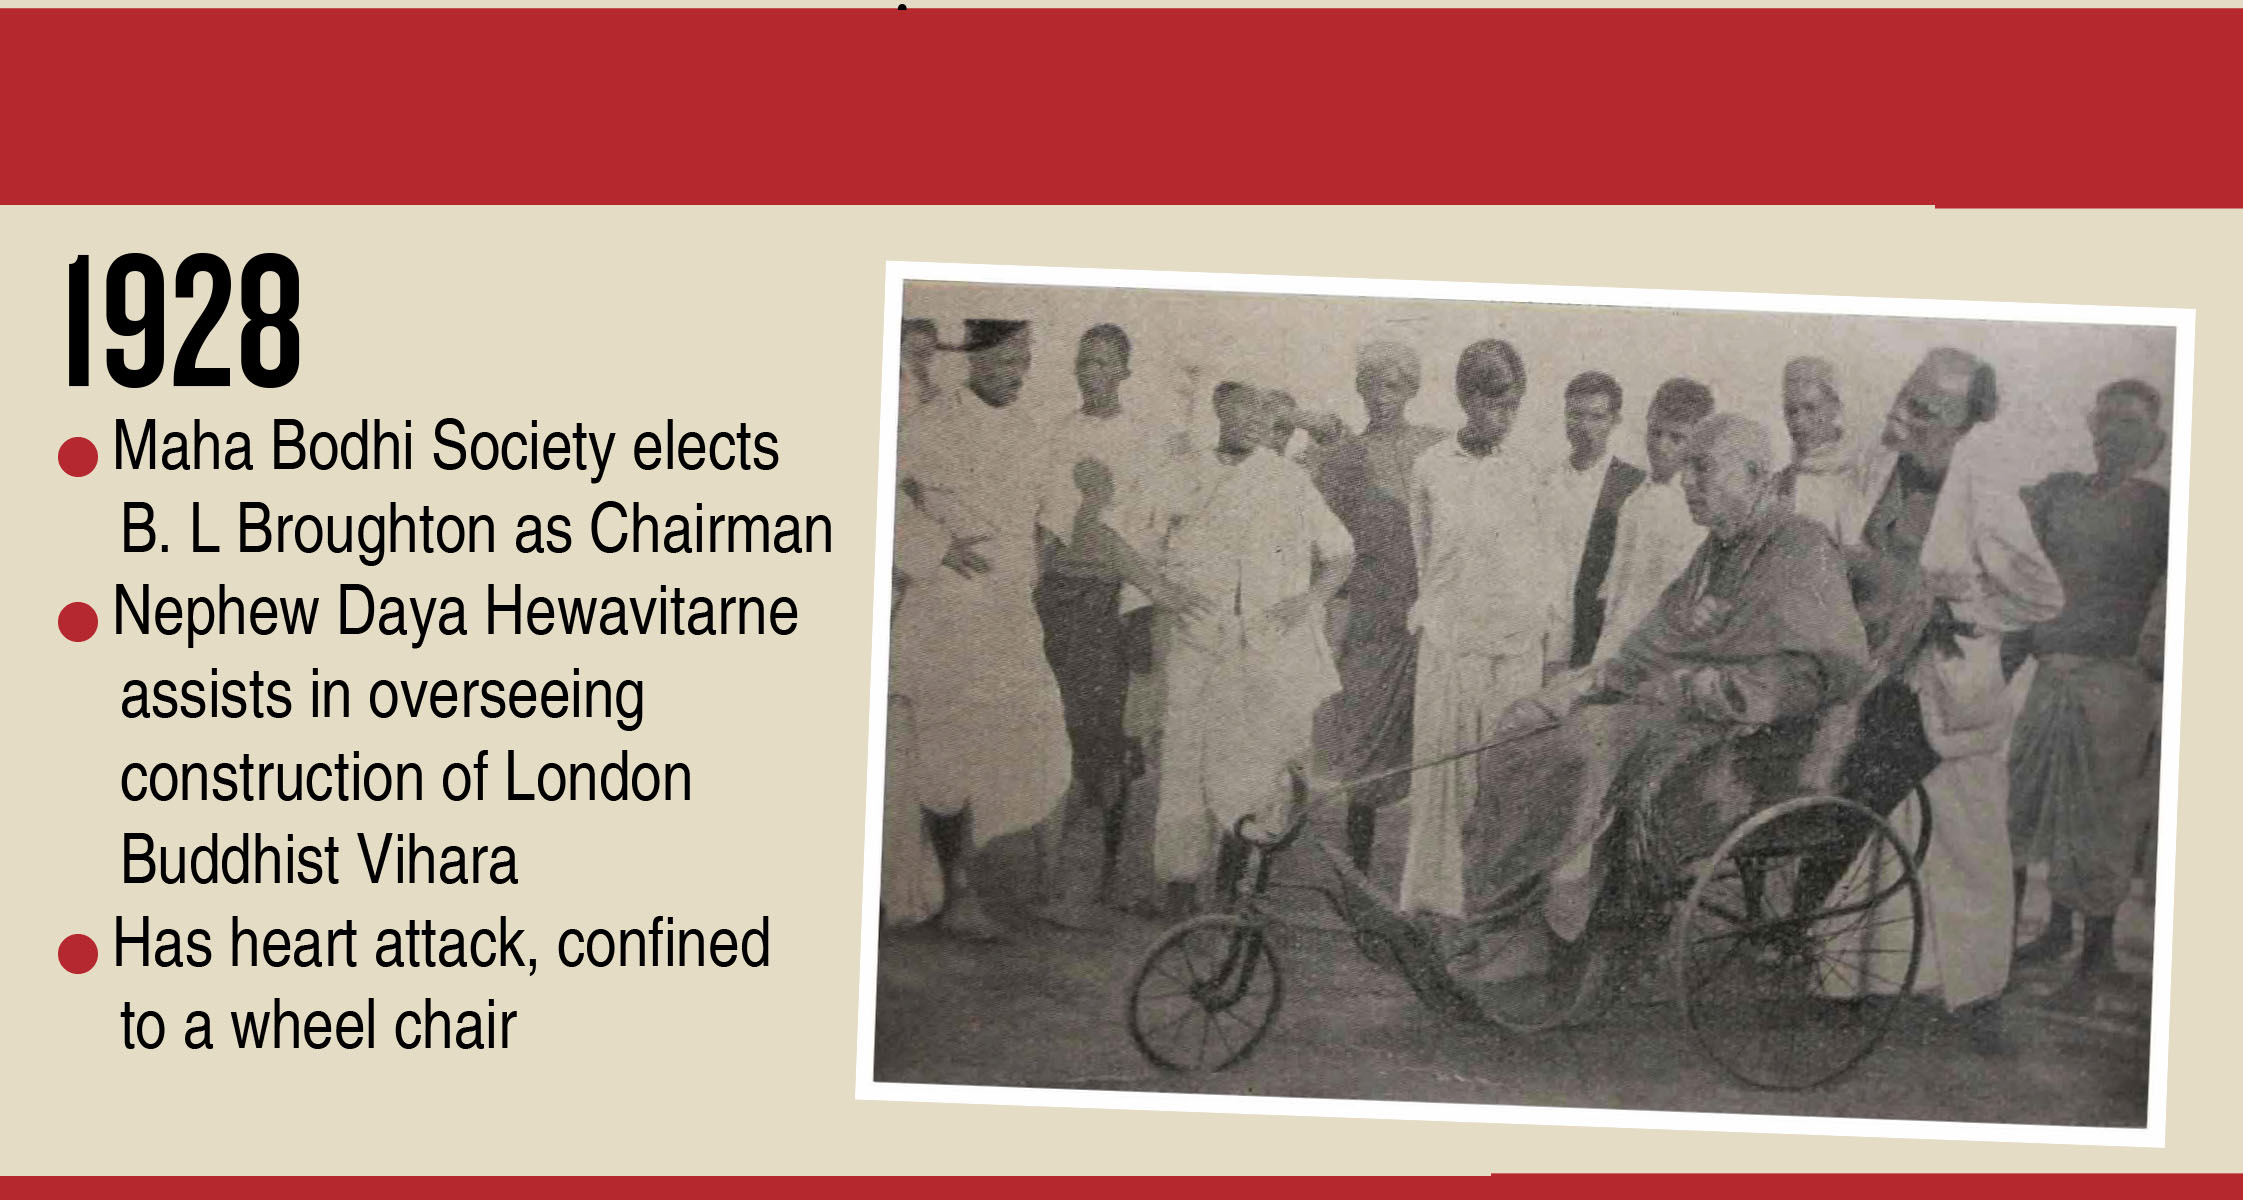 1928
Maha Bodhi Society elects
B. L Broughton as Chairman
Nephew Daya Hewavitarne
assists in overseeing
construction of London
Buddhist Vihara
Has heart attack, confined
to a wheel chair